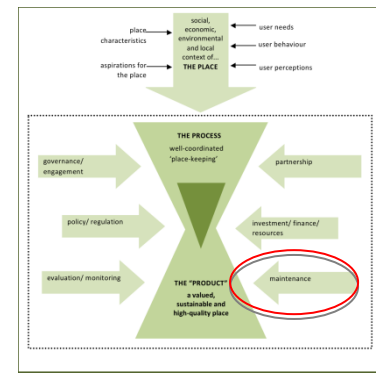 place
characteristics
aspirations for
the place
social,
economic,
environmental
and local
context of...
THE PLACE
user needs
user behaviour
user perceptions
THE PROCESS
well-coordinated
'place-keeping'
governance/
engagement
partnership
policy/ regulation
investment/ finance/
resources
evaluation/ monitoring
maintenance
THE "PRODUCT"
a valued,
sustainable and
high-quality place